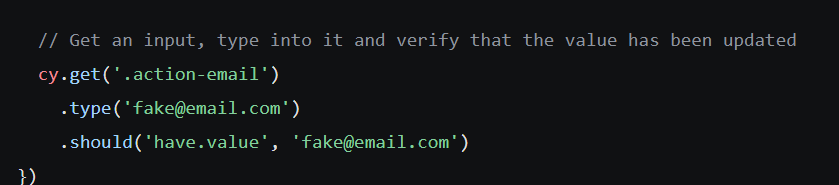 // Get an input, type into it and verify that the value has been updated
cy.get('.action-email')
.type('fake@email.com')
.should('have.value', 'fake@email.com')
})